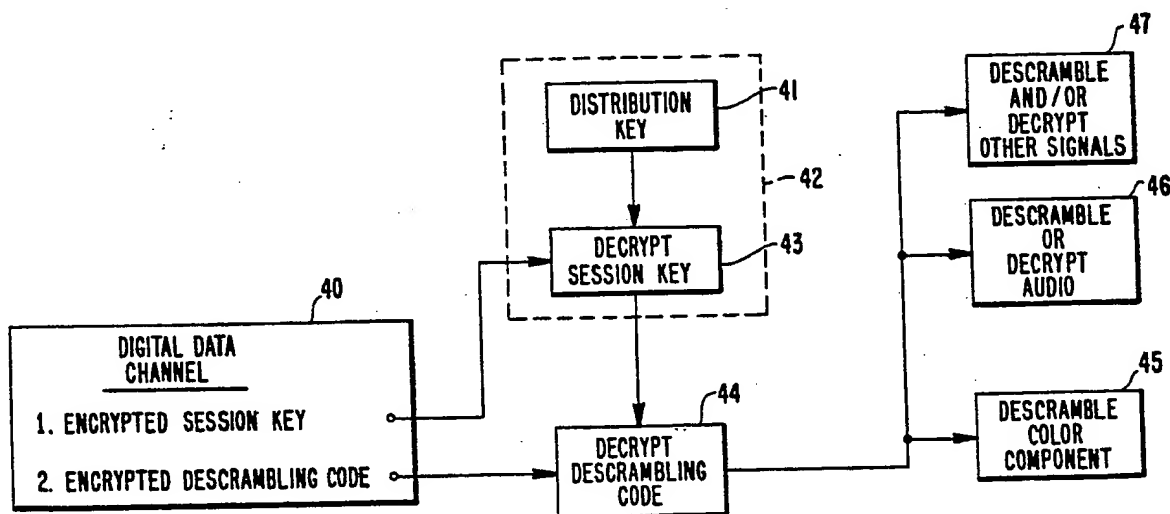 47
DESCRAMBLE
AND/OR
DECRYPT
OTHER SIGNALS
41
DISTRIBUTION
KEY
42
46
DESCRAMBLE
OR
DECRYPT
AUDIO
43
DECRYPT
SESSION KEY
40
DIGITAL DATA
CHANNEL
1. ENCRYPTED SESSION KEY
2. ENCRYPTED DESCRAMBLING CODE
44
DECRYPT
DESCRAMBLING
CODE
45
DESCRAMBLE
COLOR
COMPONENT